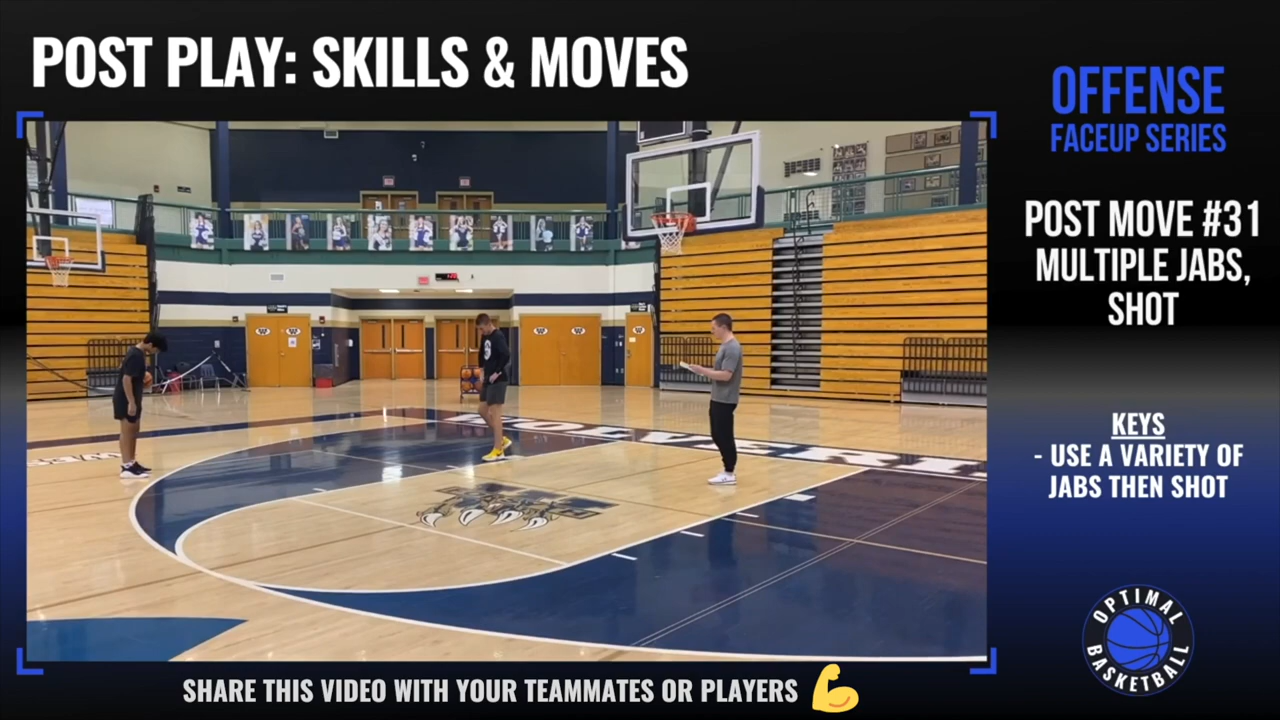 POST PLAY: SKILLS & MOVES
OFFENSE
FACEUP SERIES
POST MOVE #31
MULTIPLE JABS,
SHOT
KEYS
- USE A VARIETY OF
JABS THEN SHOT
OPTIMAL
BASKETBALL
SHARE THIS VIDEO WITH YOUR TEAMMATES OR PLAYERS